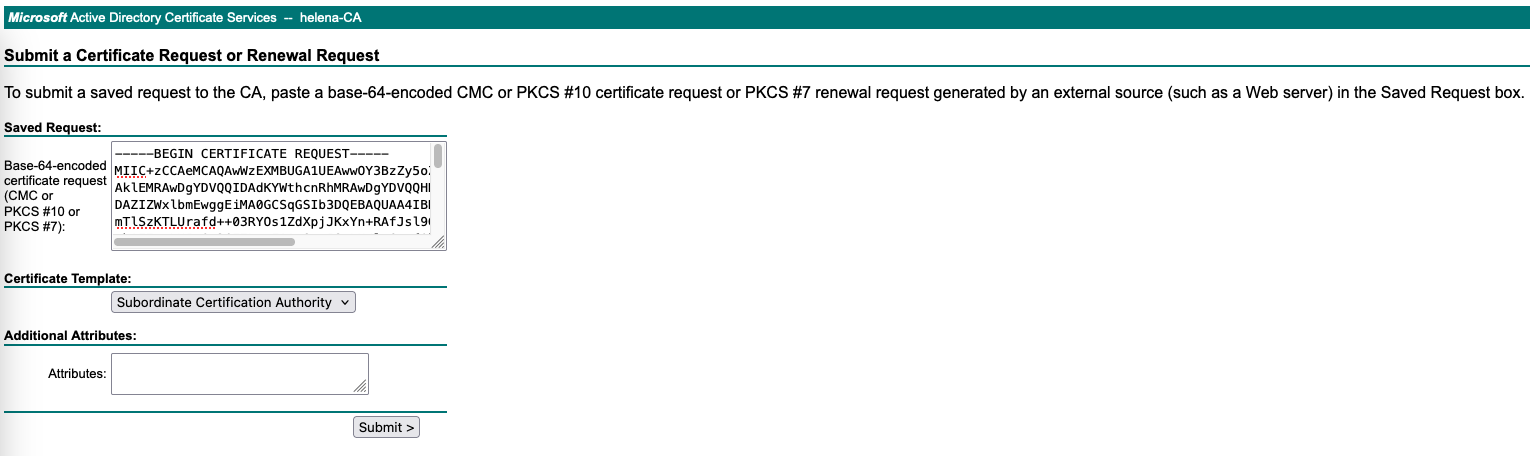 Microsoft Active Directory Certificate Services -- helena-CA
Submit a Certificate Request or Renewal Request
To submit a saved request to the CA, paste a base-64-encoded CMC or PKCS #10 certificate request or PKCS #7 renewal request generated by an external source (such as a Web server) in the Saved Request box.
Saved Request:
Base-64-encoded
certificate request
(CMC or
PKCS #10 or
PKCS #7):
-----BEGIN CERTIFICATE REQUEST-----
MIIC+zCCAeMCAQAwWzEXMBUGA1UEAwwOY3BzZy5o
AklEMRAwDgYDVQQIDAdKYWthcnRhMRAwDgYDVQQH
DAZIZWxlbmEwggEiMA0GCSqGSIb3DQEBAQUAA4IB
mTlSzKTLUrafd++03RYOs1ZdXpjJKxYn+RAfJsl9
Certificate Template:
Subordinate Certification Authority
Additional Attributes:
Attributes:
Submit >